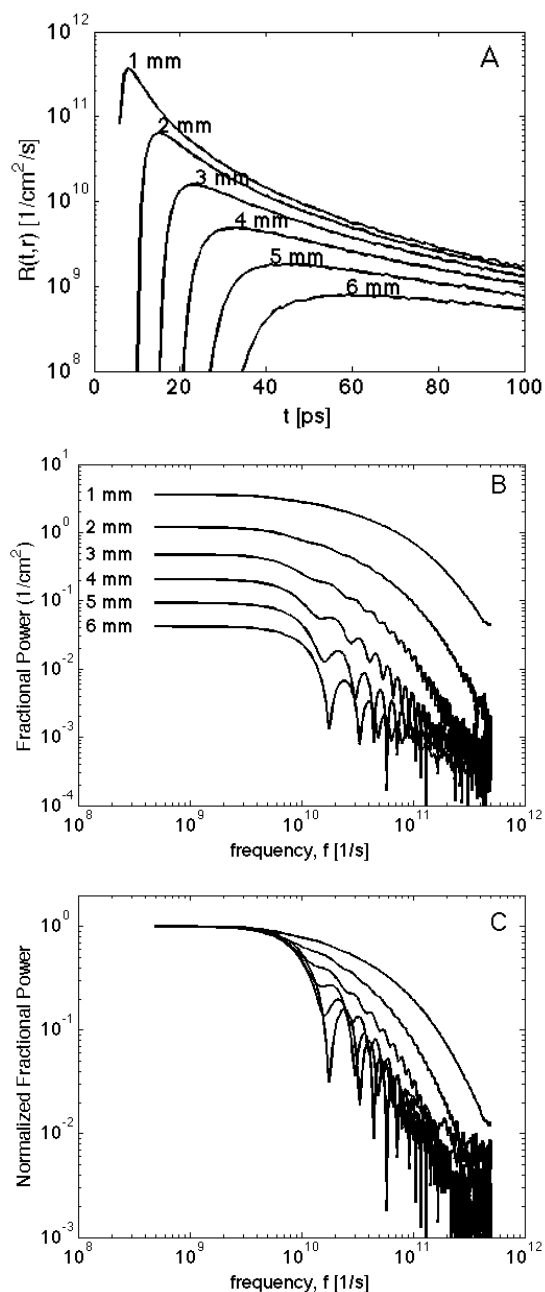 A
R(t,r) [1/cm^2/s]
10^12
10^11
10^10
10^9
10^8
1 mm
2 mm
3 mm
4 mm
5 mm
6 mm
0
20
40
60
80
100
t [ps]
B
Fractional Power (1/cm^2)
10^1
10^0
10^-1
10^-2
10^-3
10^-4
1 mm
2 mm
3 mm
4 mm
5 mm
6 mm
10^8
10^9
10^10
10^11
10^12
frequency, f [1/s]
C
Normalized Fractional Power
10^0
10^-1
10^-2
10^-3
10^8
10^9
10^10
10^11
10^12
frequency, f [1/s]